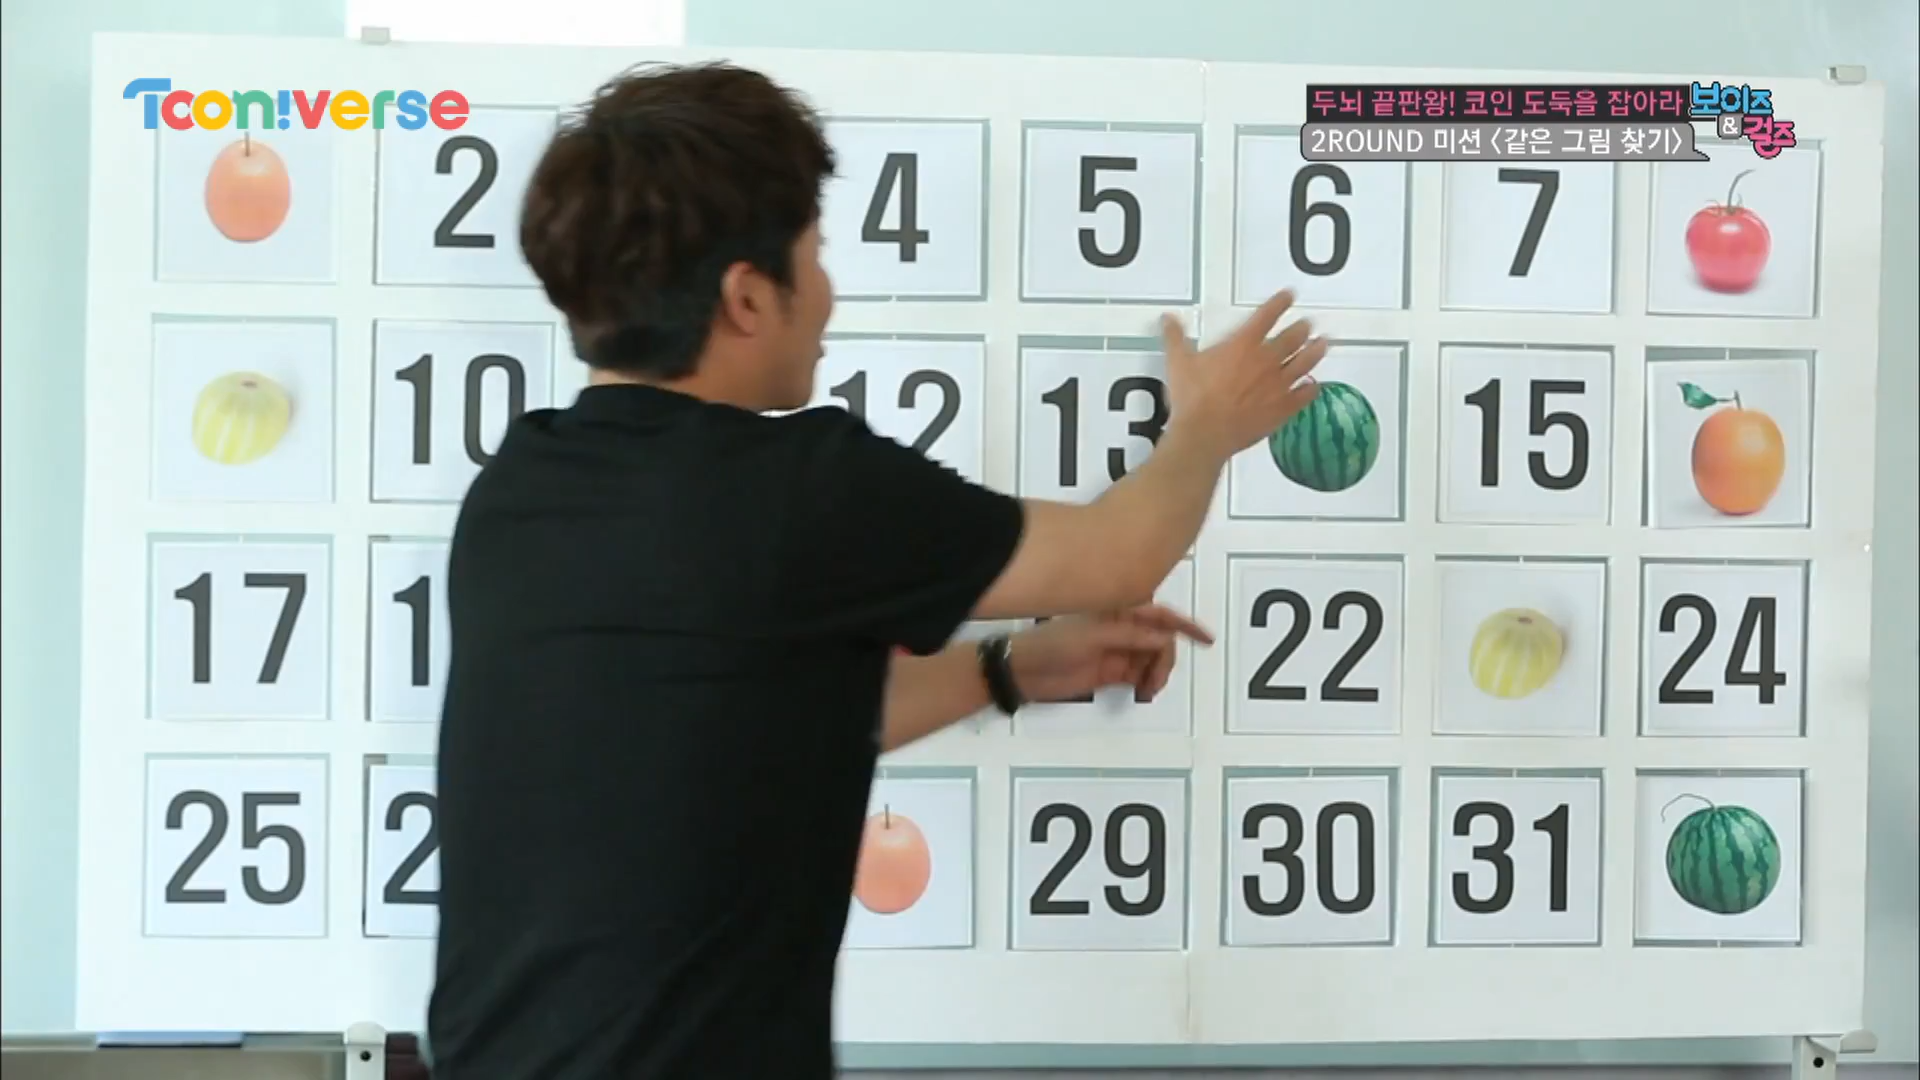 Tooniverse
두뇌 끝판왕! 코인 도둑을 잡아라
보이즈 & 걸즈
2ROUND 미션 <같은 그림 찾기>
2 4 5 6 7
10 12 13 15
17 22 24
25 29 30 31